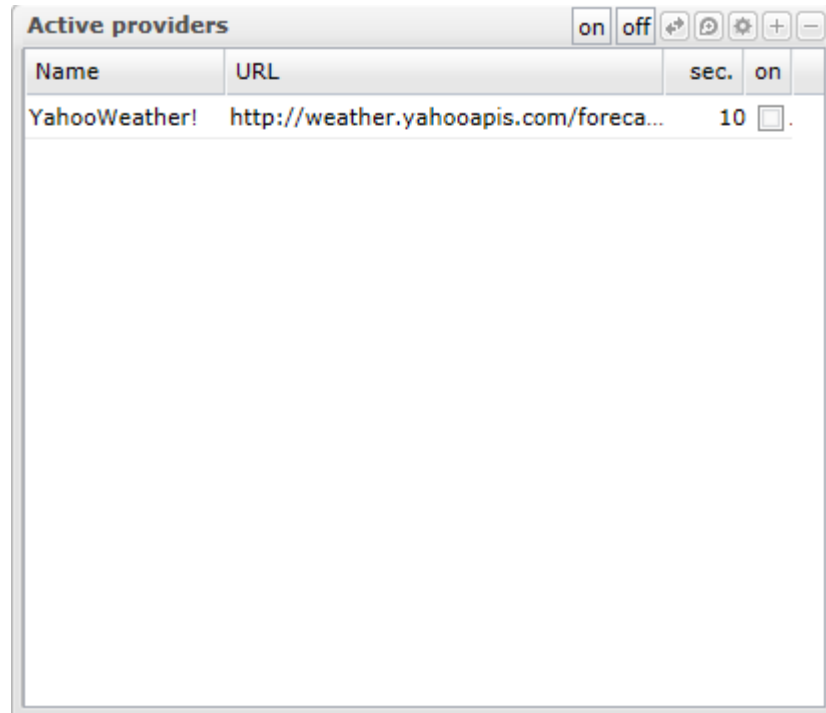 Active providers on off
Name URL sec. on
YahooWeather! http://weather.yahooapis.com/foreca... 10